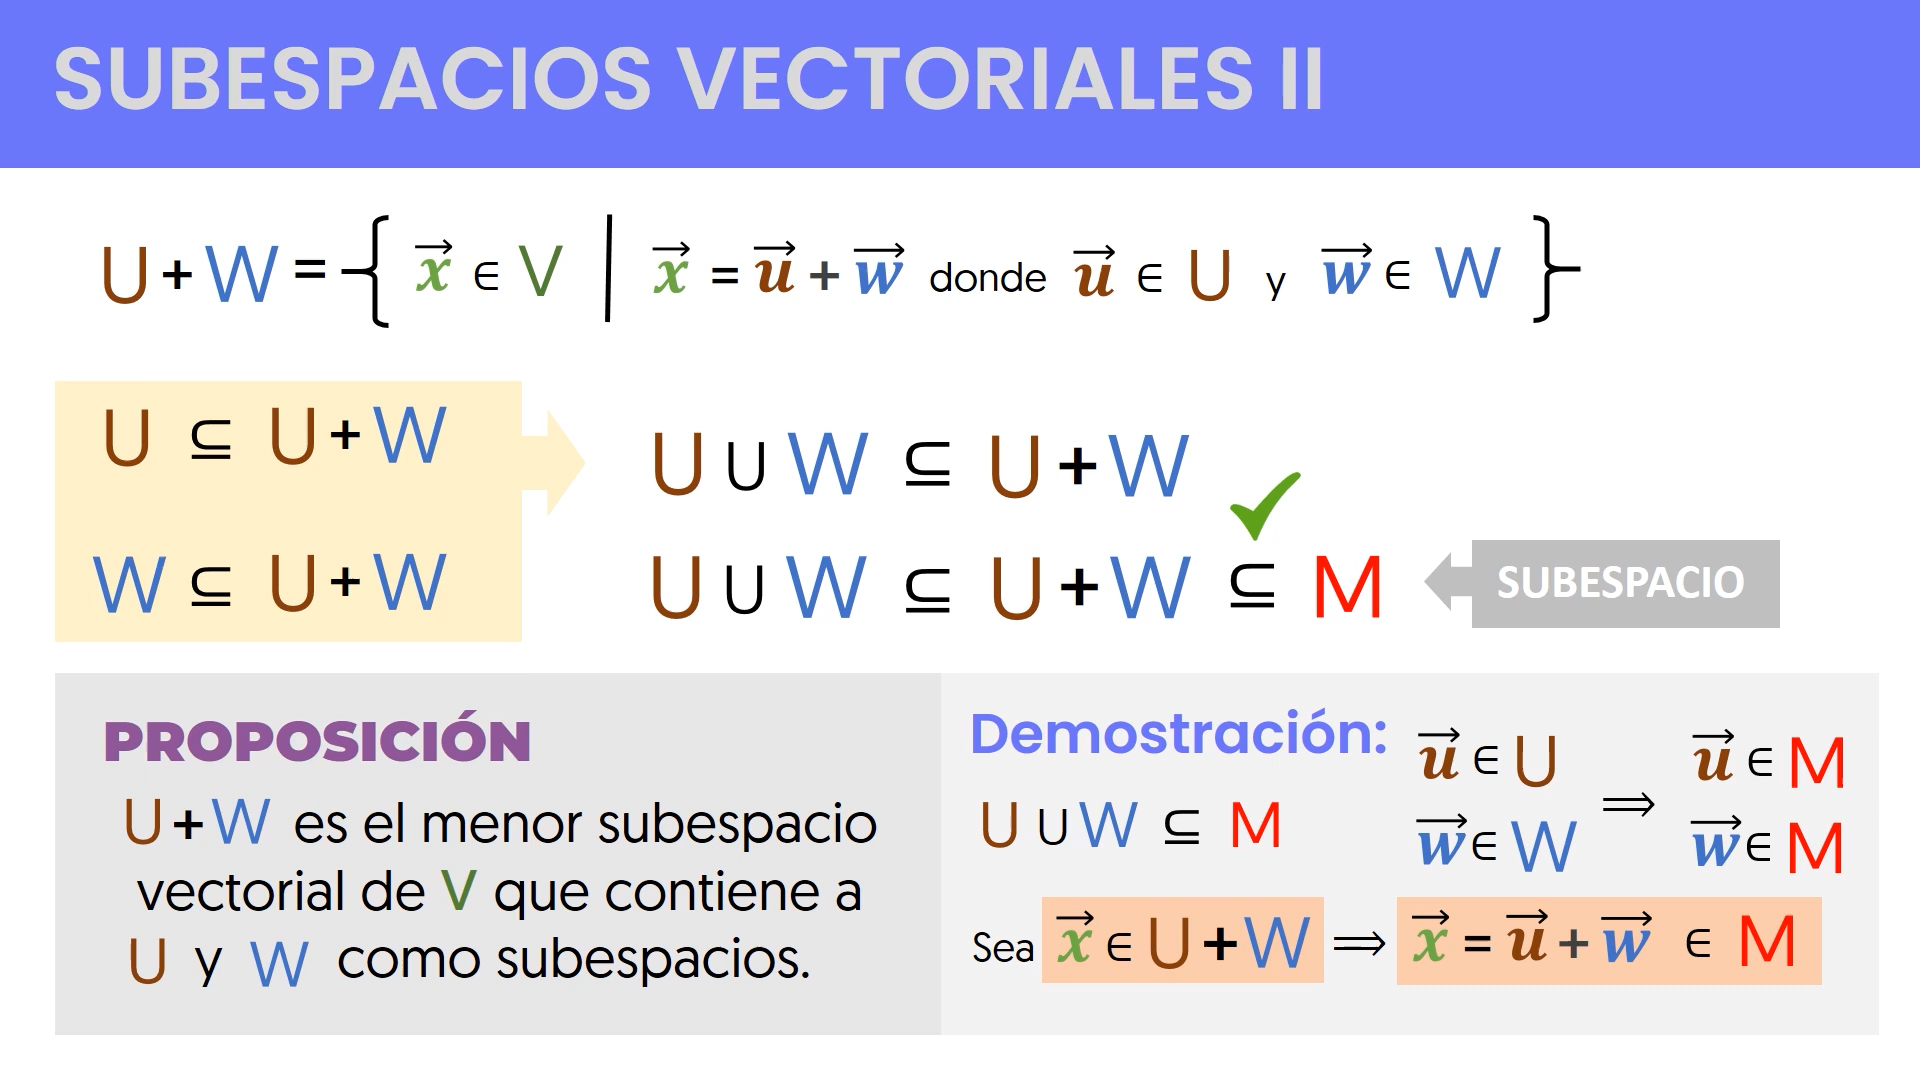 SUBESPACIOS VECTORIALES II
U + W = { x⃗ ∈ V | x⃗ = u⃗ + w⃗ donde u⃗ ∈ U y w⃗ ∈ W }
U ⊆ U + W
W ⊆ U + W
U ∪ W ⊆ U + W
U ∪ W ⊆ U + W ⊆ M
SUBESPACIO
PROPOSICIÓN
U + W es el menor subespacio
vectorial de V que contiene a
U y W como subespacios.
Demostración:
U ∪ W ⊆ M
u⃗ ∈ U
w⃗ ∈ W
⟹
u⃗ ∈ M
w⃗ ∈ M
Sea x⃗ ∈ U + W ⟹ x⃗ = u⃗ + w⃗ ∈ M